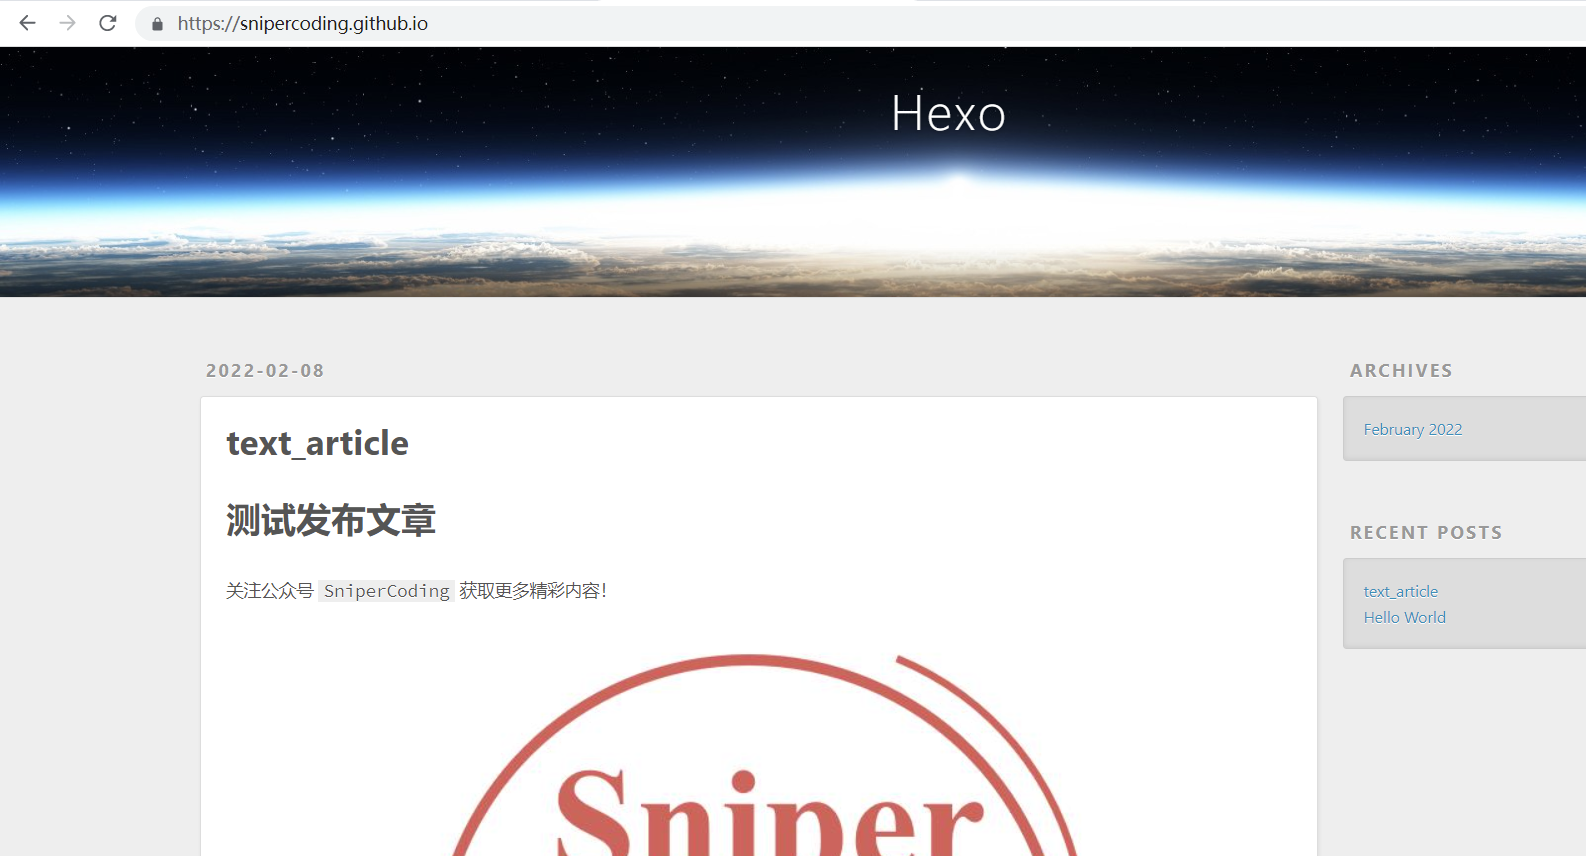 https://snipercoding.github.io
Hexo
2022-02-08
text_article
测试发布文章
关注公众号 SniperCoding 获取更多精彩内容！
Sniper
ARCHIVES
February 2022
RECENT POSTS
text_article
Hello World